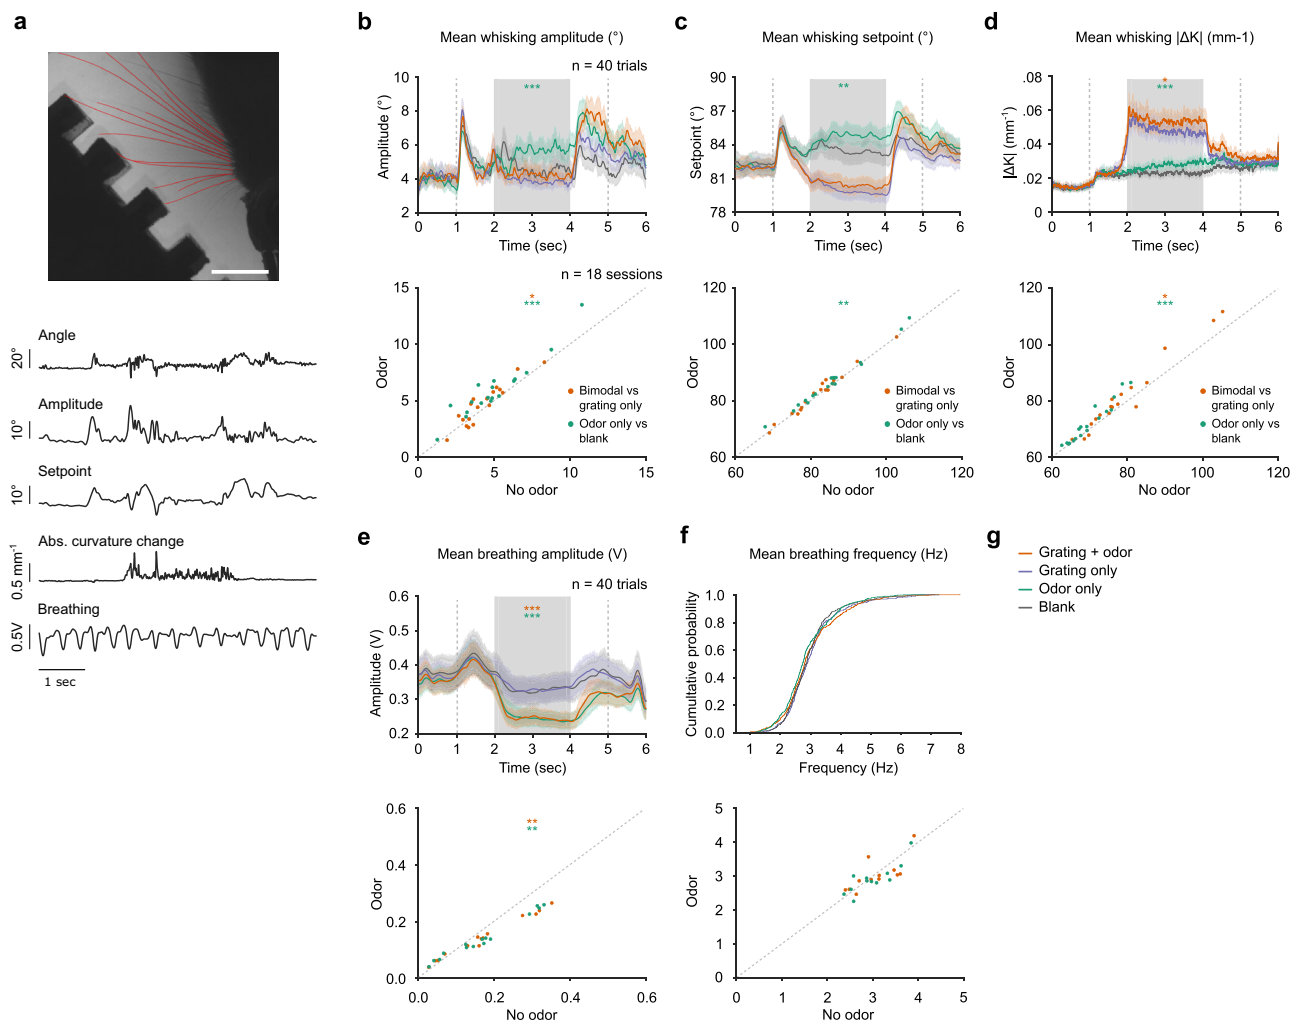 a
Angle
20°
Amplitude
10°
Setpoint
10°
Abs. curvature change
0.5 mm-1
Breathing
0.5V
1 sec
b
Mean whisking amplitude (°)
n = 40 trials
10
8
6
4
2
Amplitude (°)
***
0 1 2 3 4 5 6
Time (sec)
n = 18 sessions
15
10
5
0
Odor
*
***
Bimodal vs
grating only
Odor only vs
blank
0 5 10 15
No odor
c
Mean whisking setpoint (°)
90
87
84
81
78
Setpoint (°)
**
0 1 2 3 4 5 6
Time (sec)
120
100
80
60
Odor
**
Bimodal vs
grating only
Odor only vs
blank
60 80 100 120
No odor
d
Mean whisking |ΔK| (mm-1)
.08
0.06
0.04
0.02
0
|ΔK| (mm-1)
*
***
0 1 2 3 4 5 6
Time (sec)
120
100
80
60
Odor
*
***
Bimodal vs
grating only
Odor only vs
blank
60 80 100 120
No odor
e
Mean breathing amplitude (V)
n = 40 trials
0.6
0.5
0.4
0.3
0.2
Amplitude (V)
***
***
0 1 2 3 4 5 6
Time (sec)
0.6
0.4
0.2
0.0
Odor
**
**
0.0 0.2 0.4 0.6
No odor
f
Mean breathing frequency (Hz)
1.0
0.8
0.6
0.4
0.2
0.0
Cumultative probability
1 2 3 4 5 6 7 8
Frequency (Hz)
5
4
3
2
1
0
Odor
0 1 2 3 4 5
No odor
g
Grating + odor
Grating only
Odor only
Blank